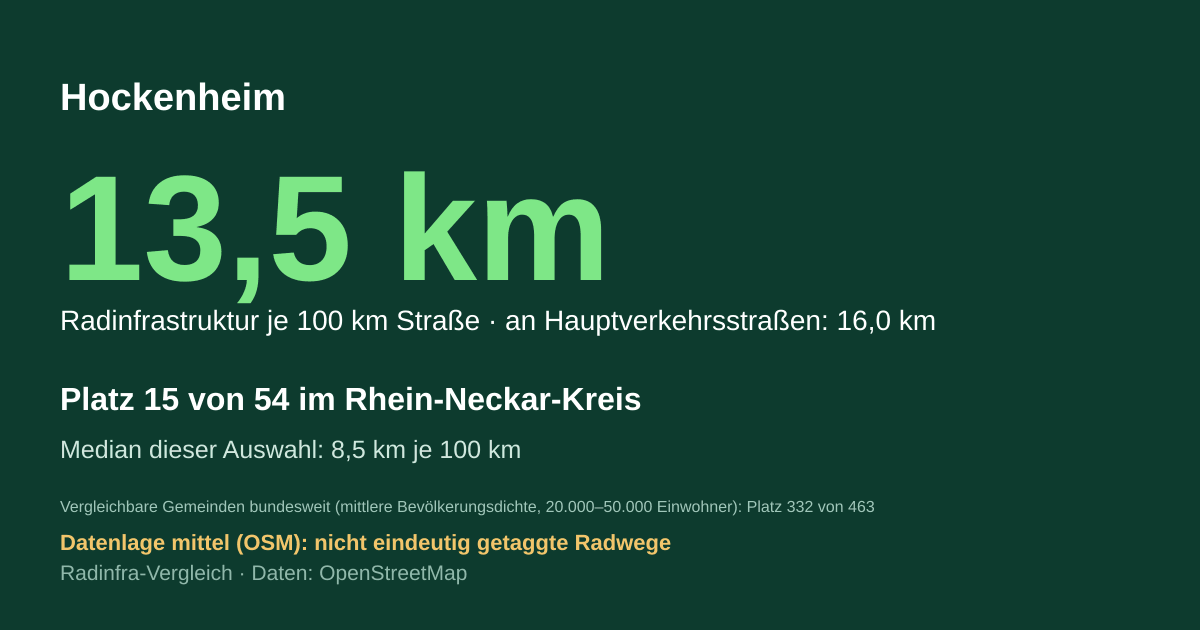 Hockenheim
13,5 km
Radinfrastruktur je 100 km Straße · an Hauptverkehrsstraßen: 16,0 km
Platz 15 von 54 im Rhein-Neckar-Kreis
Median dieser Auswahl: 8,5 km je 100 km
Vergleichbare Gemeinden bundesweit (mittlere Bevölkerungsdichte, 20.000–50.000 Einwohner): Platz 332 von 463
Datenlage mittel (OSM): nicht eindeutig getaggte Radwege
Radinfra-Vergleich · Daten: OpenStreetMap